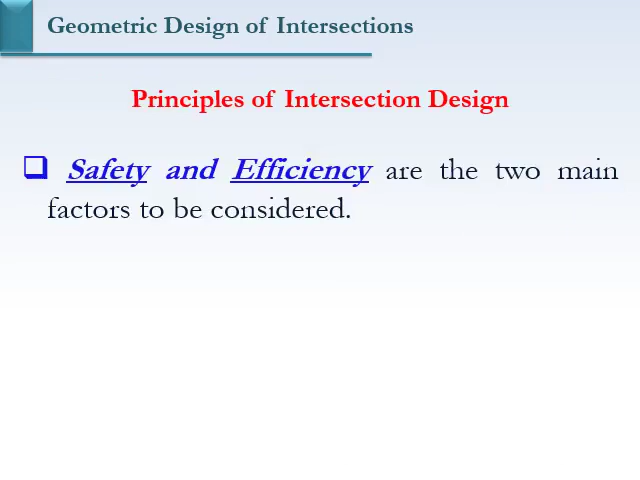 Geometric Design of Intersections
Principles of Intersection Design
Safety and Efficiency are the two main
factors to be considered.